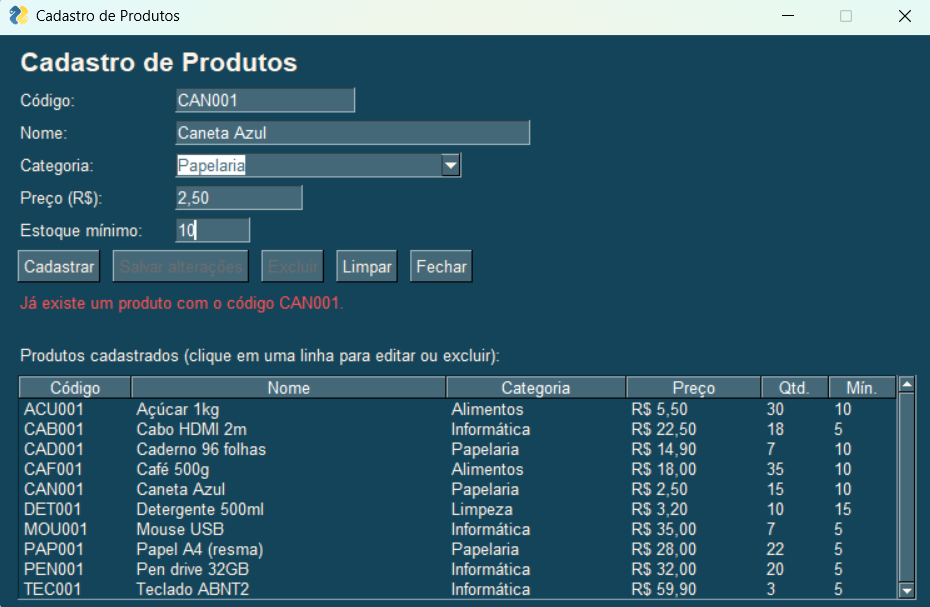 Cadastro de Produtos
Cadastro de Produtos
Código: CAN001
Nome: Caneta Azul
Categoria: Papelaria
Preço (R$): 2,50
Estoque mínimo: 10
Cadastrar Salvar alterações Excluir Limpar Fechar
Já existe um produto com o código CAN001.
Produtos cadastrados (clique em uma linha para editar ou excluir):
Código Nome Categoria Preço Qtd. Mín.
ACU001 Açúcar 1kg Alimentos R$ 5,50 30 10
CAB001 Cabo HDMI 2m Informática R$ 22,50 18 5
CAD001 Caderno 96 folhas Papelaria R$ 14,90 7 10
CAF001 Café 500g Alimentos R$ 18,00 35 10
CAN001 Caneta Azul Papelaria R$ 2,50 15 10
DET001 Detergente 500ml Limpeza R$ 3,20 10 15
MOU001 Mouse USB Informática R$ 35,00 7 5
PAP001 Papel A4 (resma) Papelaria R$ 28,00 22 5
PEN001 Pen drive 32GB Informática R$ 32,00 20 5
TEC001 Teclado ABNT2 Informática R$ 59,90 3 5